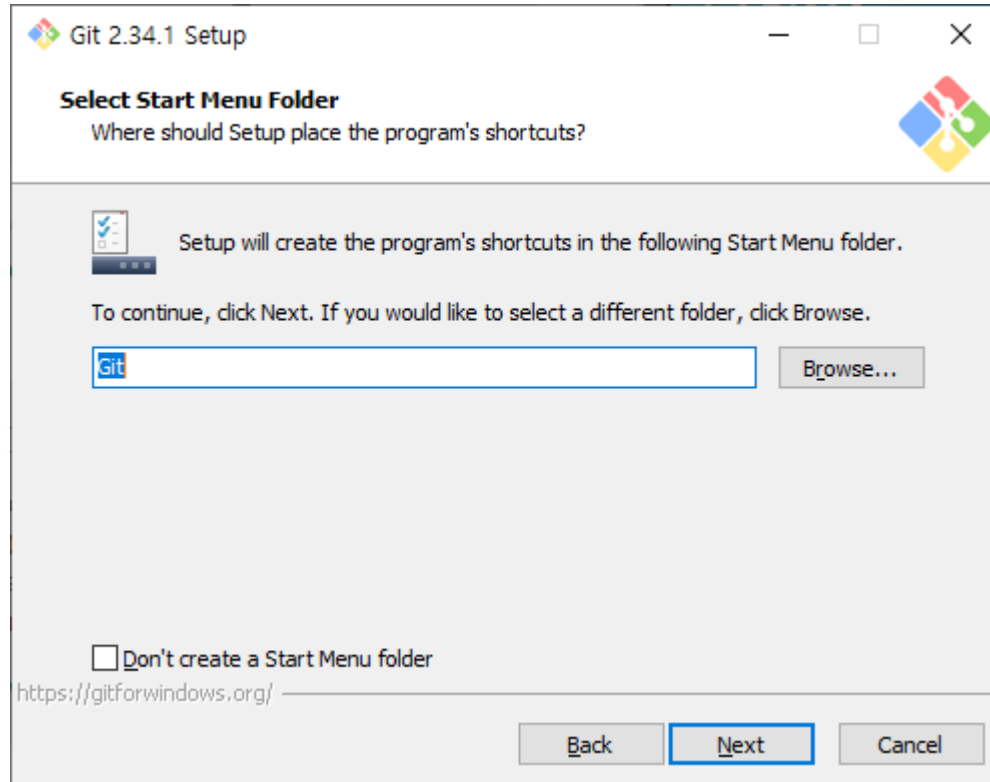 Git 2.34.1 Setup
Select Start Menu Folder
Where should Setup place the program's shortcuts?
Setup will create the program's shortcuts in the following Start Menu folder.
To continue, click Next. If you would like to select a different folder, click Browse.
Git
Browse...
Don't create a Start Menu folder
https://gitforwindows.org/
Back Next Cancel